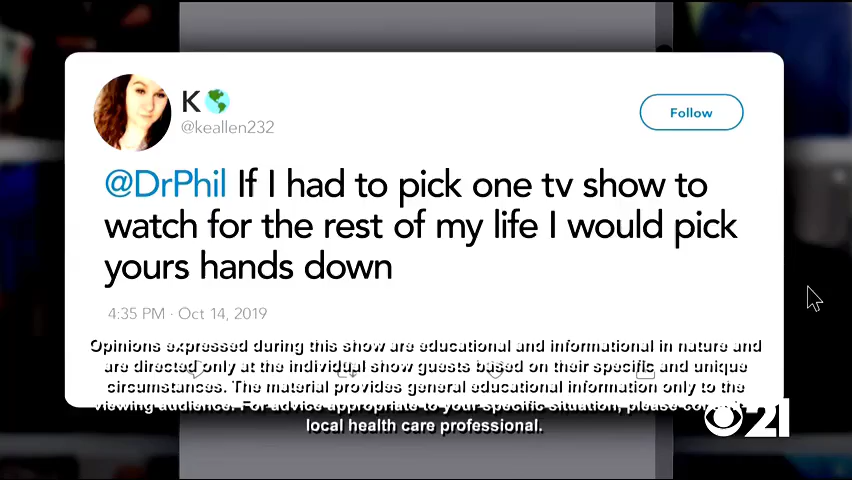 K
@keallen232
Follow
@DrPhil If I had to pick one tv show to
watch for the rest of my life I would pick
yours hands down
4:35 PM · Oct 14, 2019
Opinions expressed during this show are educational and informational in nature and
are directed only at the individual show guests based on their specific and unique
circumstances. The material provides general educational information only to the
viewing audience. For advice appropriate to your specific situation, please
local health care professional.
21